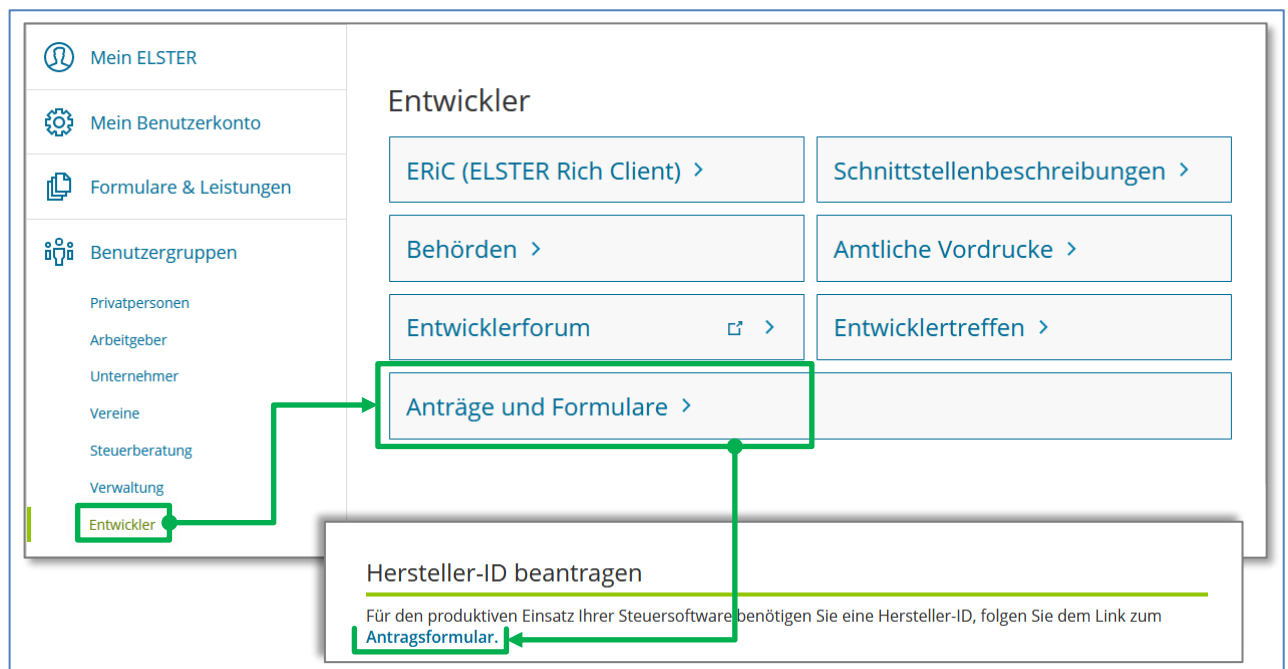 Mein ELSTER
Mein Benutzerkonto
Formulare & Leistungen
Benutzergruppen
Privatpersonen
Arbeitgeber
Unternehmer
Vereine
Steuerberatung
Verwaltung
Entwickler
Entwickler
ERiC (ELSTER Rich Client)
Schnittstellenbeschreibungen
Behörden
Amtliche Vordrucke
Entwicklerforum
Entwicklertreffen
Anträge und Formulare
Hersteller-ID beantragen
Für den produktiven Einsatz Ihrer Steuersoftware benötigen Sie eine Hersteller-ID, folgen Sie dem Link zum
Antragsformular.